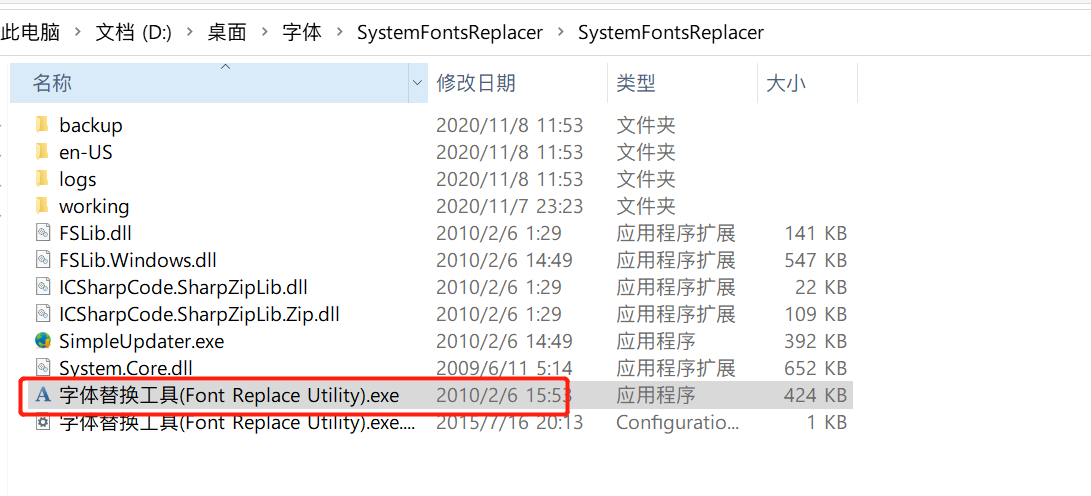 此电脑 › 文档 (D:) › 桌面 › 字体 › SystemFontsReplacer › SystemFontsReplacer
名称 修改日期 类型 大小
backup 2020/11/8 11:53 文件夹
en-US 2020/11/8 11:53 文件夹
logs 2020/11/8 11:53 文件夹
working 2020/11/7 23:23 文件夹
FSLib.dll 2010/2/6 1:29 应用程序扩展 141 KB
FSLib.Windows.dll 2010/2/6 14:49 应用程序扩展 547 KB
ICSharpCode.SharpZipLib.dll 2010/2/6 1:29 应用程序扩展 22 KB
ICSharpCode.SharpZipLib.Zip.dll 2010/2/6 1:29 应用程序扩展 109 KB
SimpleUpdater.exe 2010/2/6 14:49 应用程序 392 KB
System.Core.dll 2009/6/11 5:14 应用程序扩展 652 KB
字体替换工具(Font Replace Utility).exe 2010/2/6 15:53 应用程序 424 KB
字体替换工具(Font Replace Utility).exe.... 2015/7/16 20:13 Configuratio... 1 KB